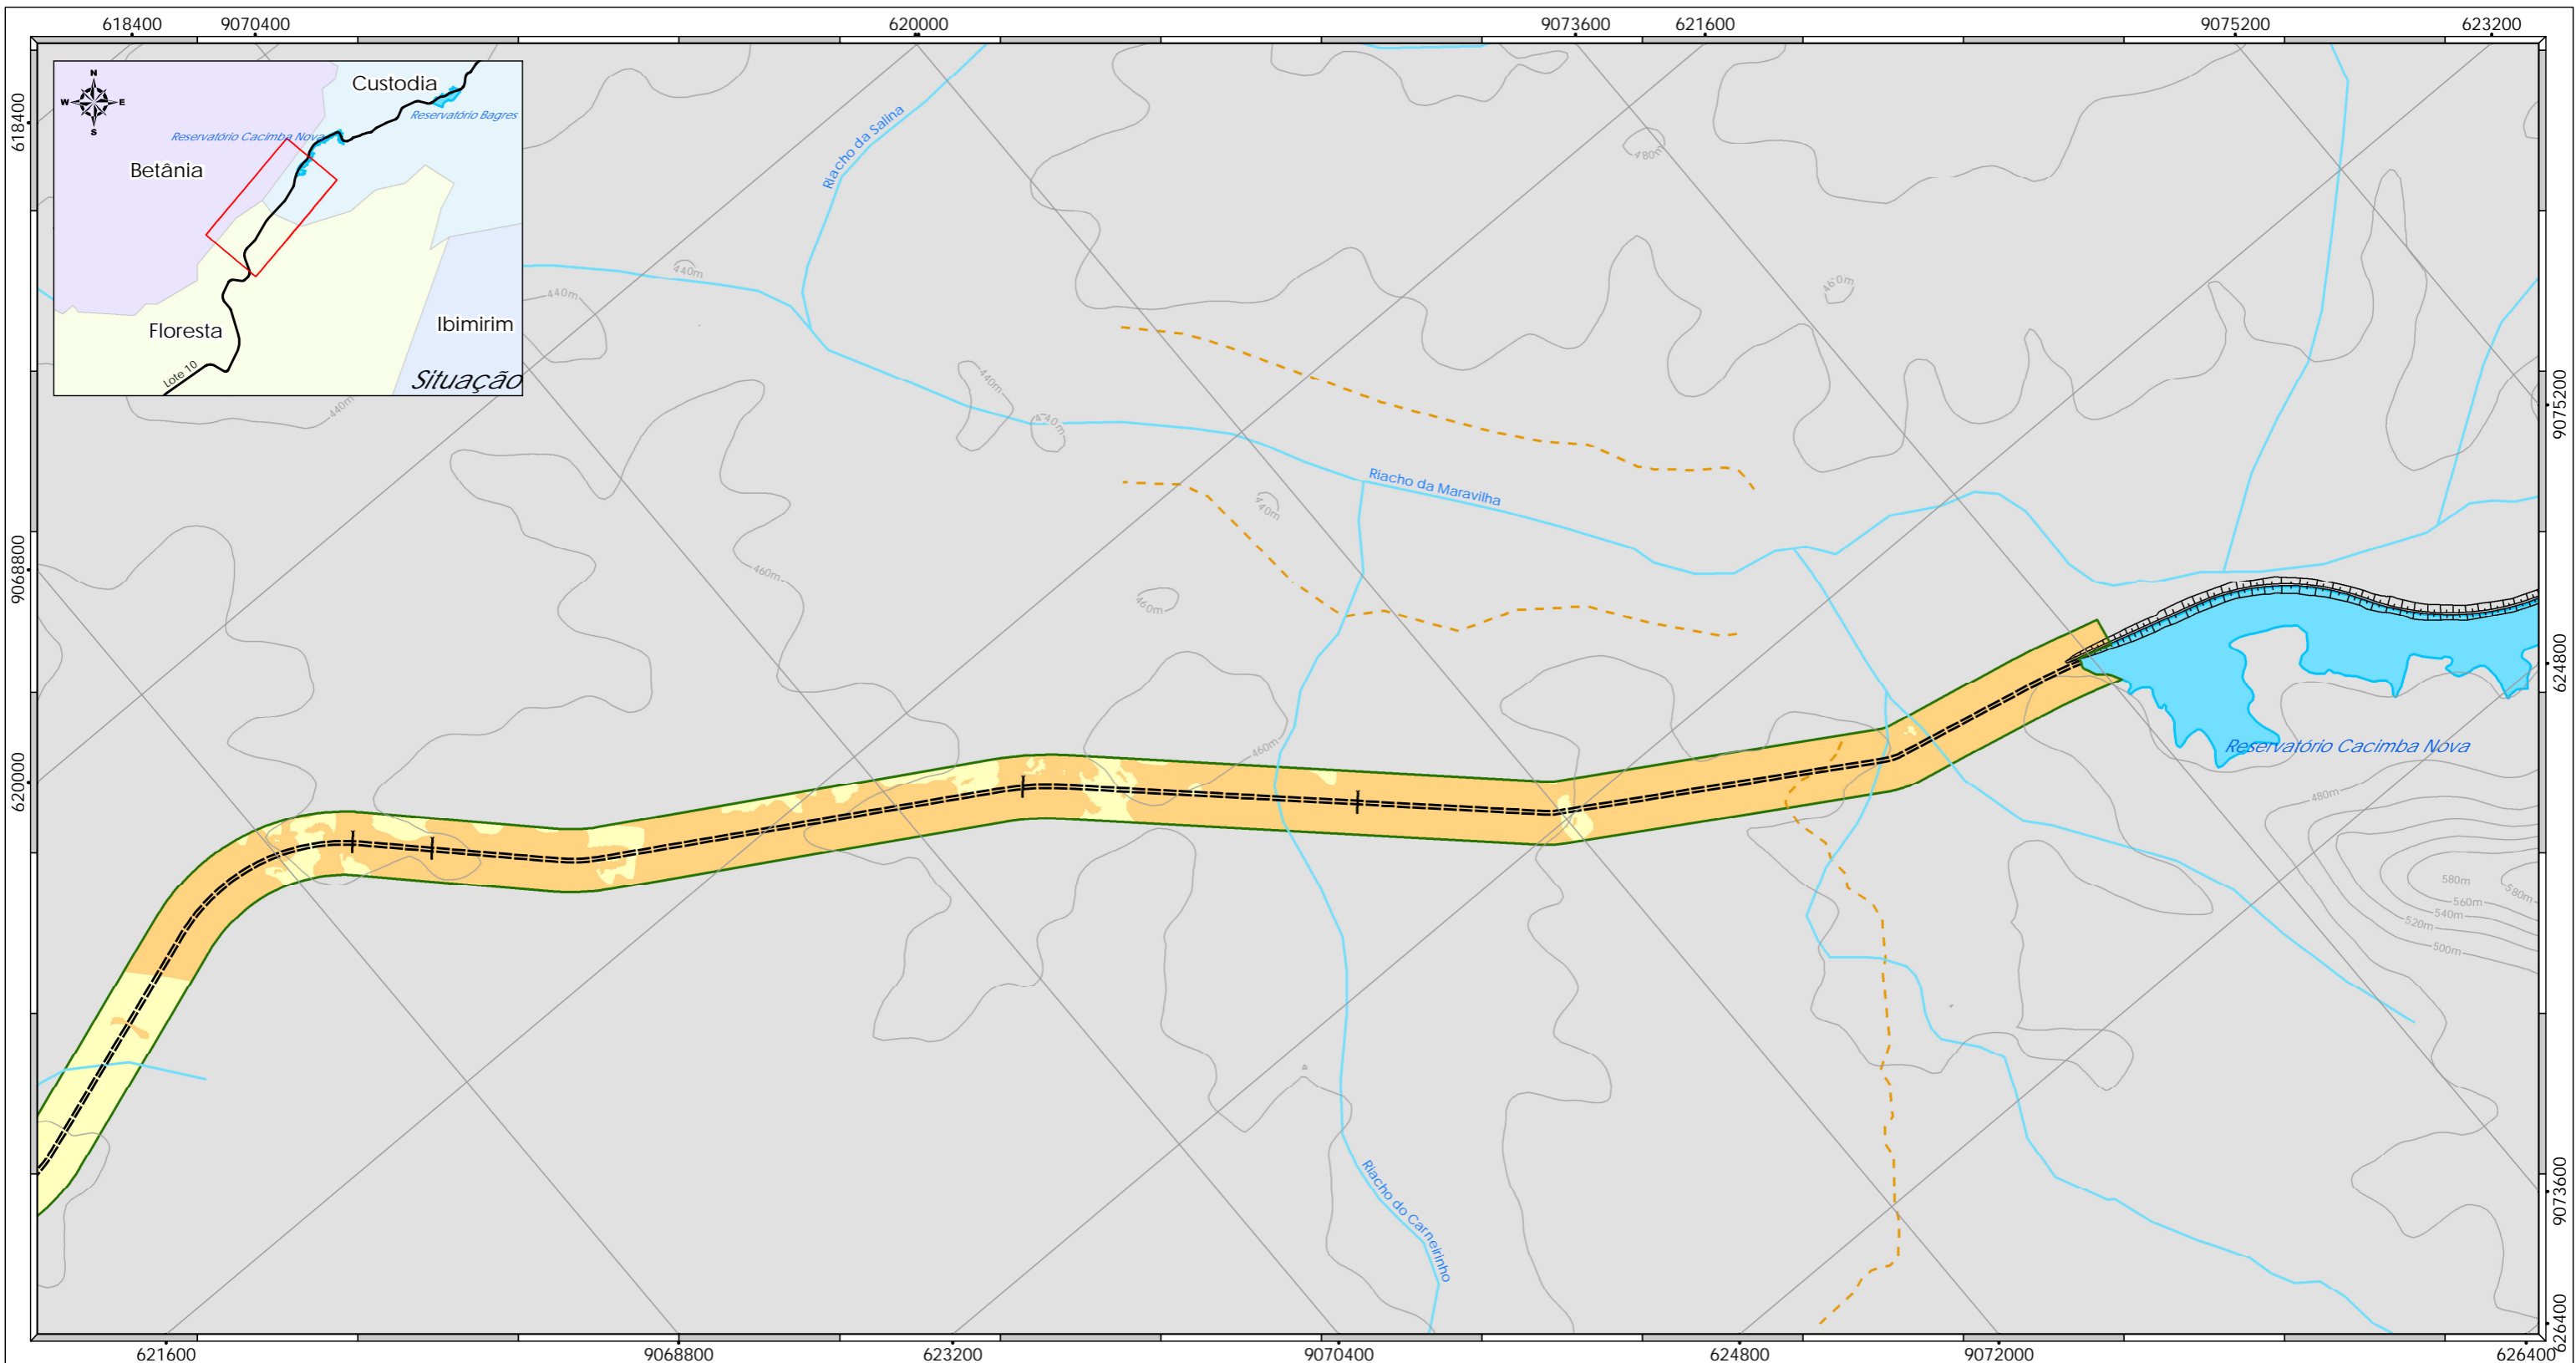 618400
9070400
620000
9073600
621600
9075200
623200
618400
9068800
620000
9075200
624800
9073600
626400
N
W
E
S
Custodia
Reservatório Bagres
Reservatório Cacimba Nova
Betânia
Floresta
Ibimirim
Lote 10
Situação
Riacho da Salina
480m
440m
440m
460m
440m
440m
440m
Riacho da Maravilha
440m
460m
460m
460m
Reservatório Cacimba Nova
480m
580m
580m
560m
540m
520m
500m
Riacho do Carneirinho
621600
9068800
623200
9070400
624800
9072000
626400